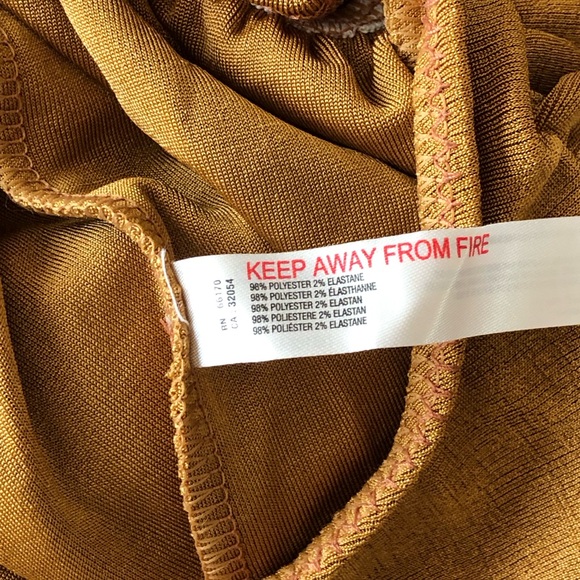 KEEP AWAY FROM FIRE
98% POLYESTER 2% ELASTANE
98% POLYESTER 2% ÉLASTHANNE
98% POLYESTER 2% ELASTAN
98% POLIESTERE 2% ELASTAN
98% POLIÉSTER 2% ELASTANE
RN 66170
CA 32054